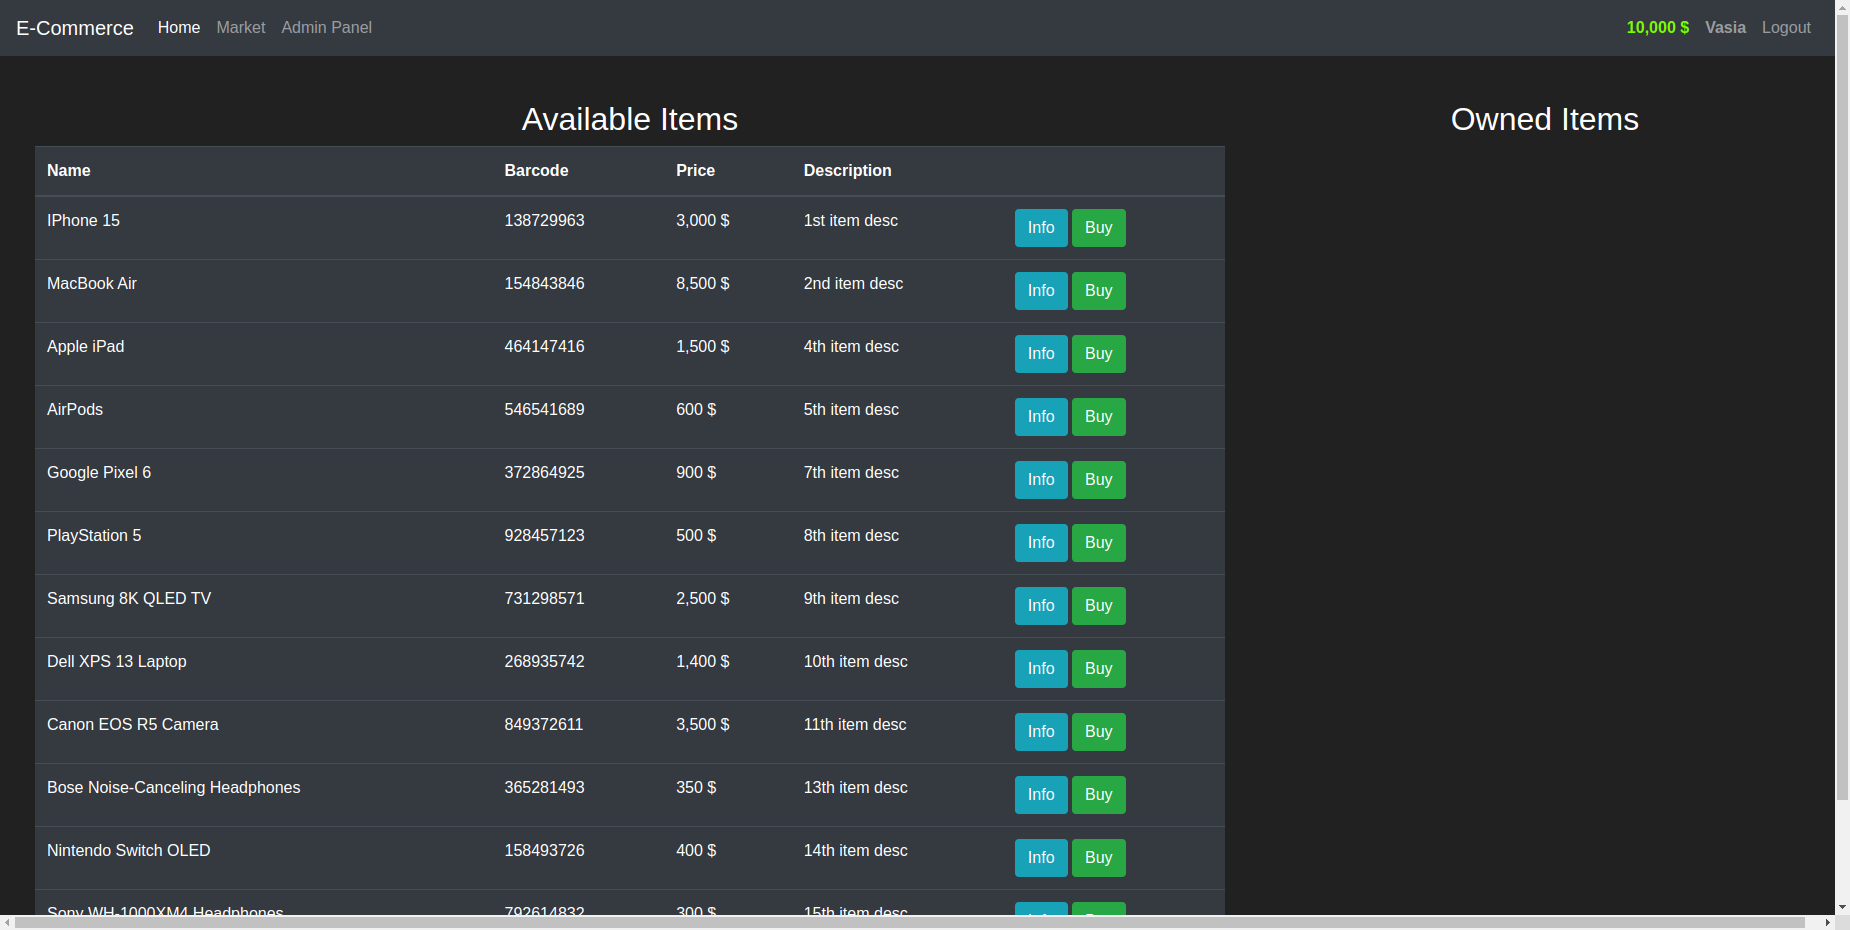 E-Commerce Home Market Admin Panel 10,000 $ Vasia Logout
Available Items Owned Items
Name Barcode Price Description
IPhone 15 138729963 3,000 $ 1st item desc Info Buy
MacBook Air 154843846 8,500 $ 2nd item desc Info Buy
Apple iPad 464147416 1,500 $ 4th item desc Info Buy
AirPods 546541689 600 $ 5th item desc Info Buy
Google Pixel 6 372864925 900 $ 7th item desc Info Buy
PlayStation 5 928457123 500 $ 8th item desc Info Buy
Samsung 8K QLED TV 731298571 2,500 $ 9th item desc Info Buy
Dell XPS 13 Laptop 268935742 1,400 $ 10th item desc Info Buy
Canon EOS R5 Camera 849372611 3,500 $ 11th item desc Info Buy
Bose Noise-Canceling Headphones 365281493 350 $ 13th item desc Info Buy
Nintendo Switch OLED 158493726 400 $ 14th item desc Info Buy
Sony WH-1000XM4 Headphones 792614832 300 $ 15th item desc